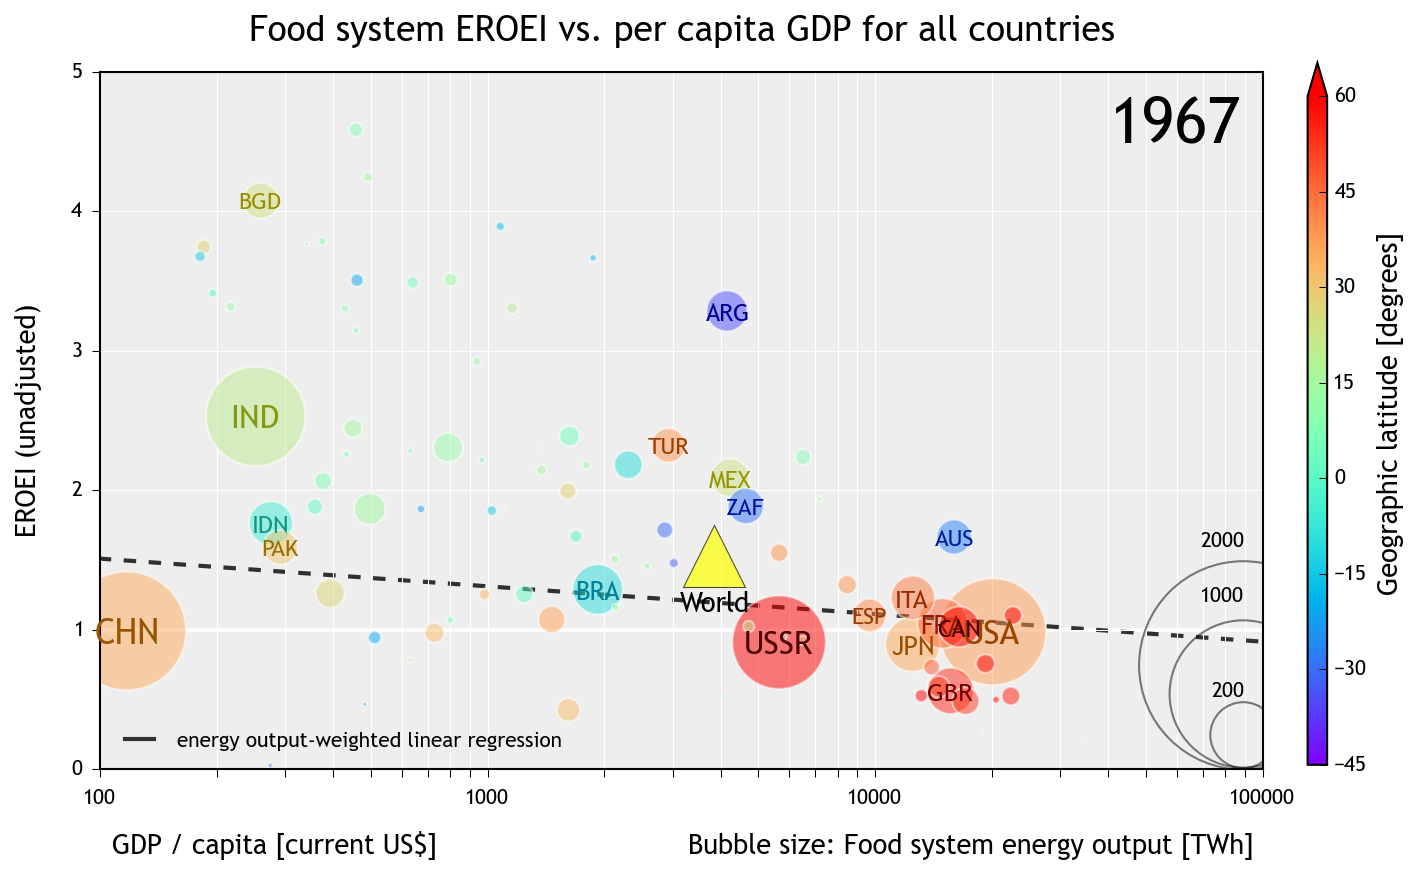 Food system EROEI vs. per capita GDP for all countries
1967
5
4
3
2
1
0
EROEI (unadjusted)
BGD
ARG
IND
TUR
MEX
ZAF
IDN
AUS
PAK
BRA
World
CHN
USSR
ESP
ITA
FRA
CAN
USA
JPN
GBR
2000
1000
200
energy output-weighted linear regression
100
1000
10000
100000
GDP / capita [current US$]
Bubble size: Food system energy output [TWh]
60
45
30
15
0
−15
−30
−45
Geographic latitude [degrees]